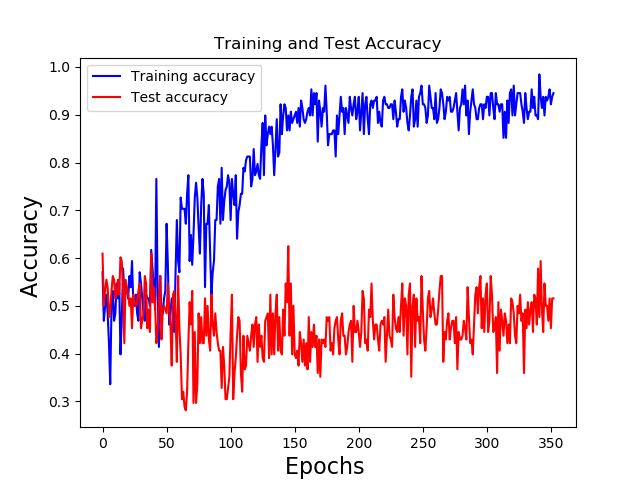 Training and Test Accuracy
1.0
0.9
0.8
0.7
0.6
0.5
0.4
0.3
Accuracy
Training accuracy
Test accuracy
0 50 100 150 200 250 300 350
Epochs